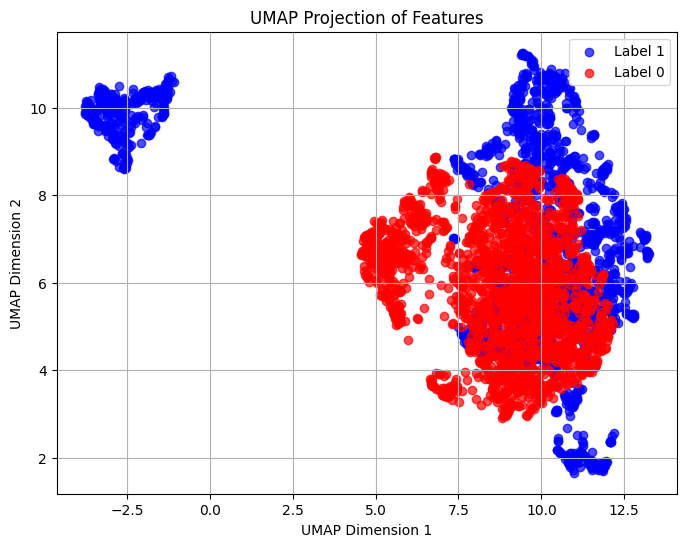 UMAP Projection of Features
Label 1
Label 0
UMAP Dimension 2
10
8
6
4
2
−2.5 0.0 2.5 5.0 7.5 10.0 12.5
UMAP Dimension 1